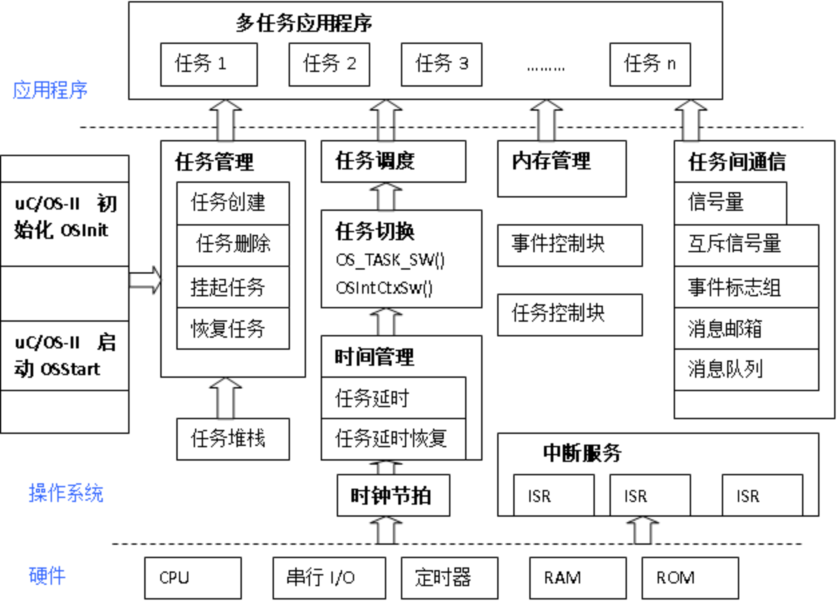 多任务应用程序
任务 1
任务 2
任务 3
………
任务 n
应用程序
任务管理
任务创建
任务删除
挂起任务
恢复任务
任务堆栈
uC/OS-II 初
始化 OSInit
uC/OS-II 启
动 OSStart
任务调度
任务切换
OS_TASK_SW()
OSIntCtxSw()
时间管理
任务延时
任务延时恢复
时钟节拍
内存管理
事件控制块
任务控制块
任务间通信
信号量
互斥信号量
事件标志组
消息邮箱
消息队列
中断服务
ISR
ISR
ISR
操作系统
硬件
CPU
串行 I/O
定时器
RAM
ROM